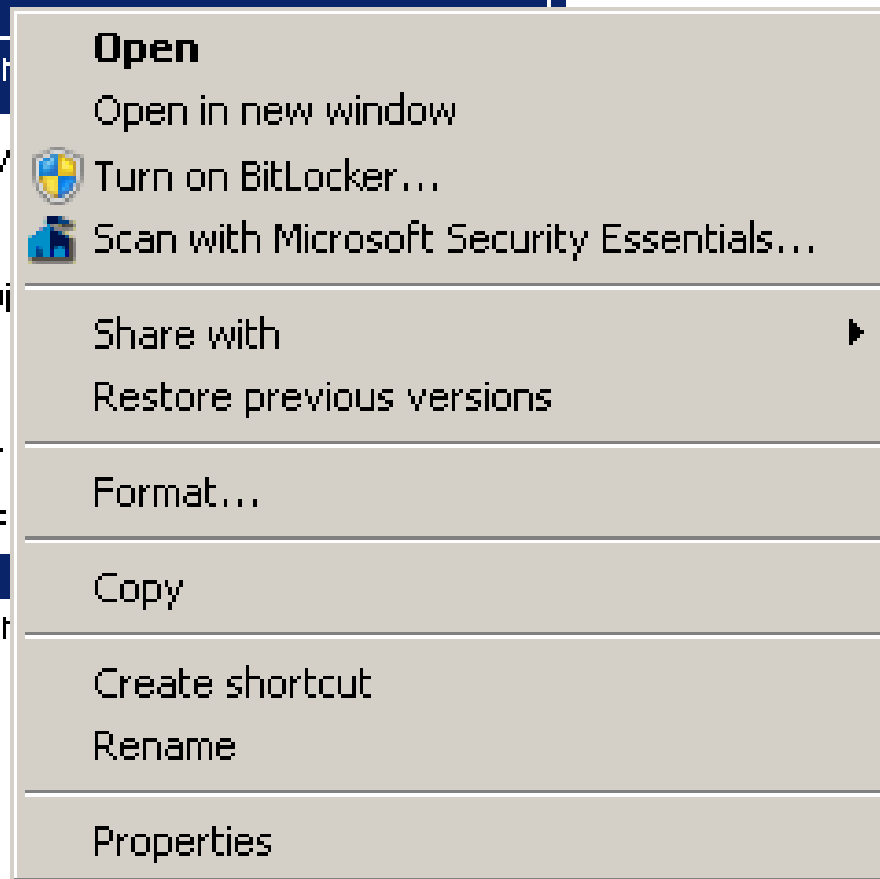 Open
Open in new window
Turn on BitLocker...
Scan with Microsoft Security Essentials...
Share with
Restore previous versions
Format...
Copy
Create shortcut
Rename
Properties